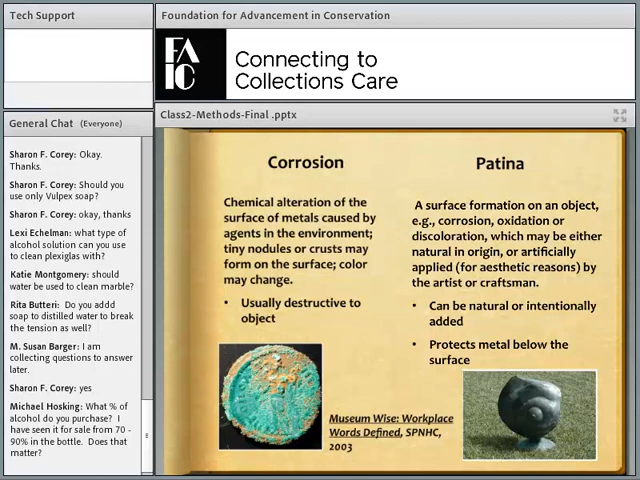 Tech Support
Foundation for Advancement in Conservation
FA
IC
Connecting to
Collections Care
General Chat (Everyone)
Sharon F. Corey: Okay.
Thanks.
Sharon F. Corey: Should you
use only Vulpex soap?
Sharon F. Corey: okay, thanks
Lexi Echelman: what type of
alcohol solution can you use
to clean plexiglas with?
Katie Montgomery: should
water be used to clean marble?
Rita Butteri: Do you addd
soap to distilled water to break
the tension as well?
M. Susan Barger: I am
collecting questions to answer
later.
Sharon F. Corey: yes
Michael Hosking: What % of
alcohol do you purchase? I
have seen it for sale from 70 -
90% in the bottle. Does that
matter?
Class2-Methods-Final .pptx
Corrosion
Chemical alteration of the
surface of metals caused by
agents in the environment;
tiny nodules or crusts may
form on the surface; color
may change.
• Usually destructive to
object
Patina
A surface formation on an object,
e.g., corrosion, oxidation or
discoloration, which may be either
natural in origin, or artificially
applied (for aesthetic reasons) by
the artist or craftsman.
• Can be natural or intentionally
added
• Protects metal below the
surface
Museum Wise: Workplace
Words Defined, SPNHC,
2003